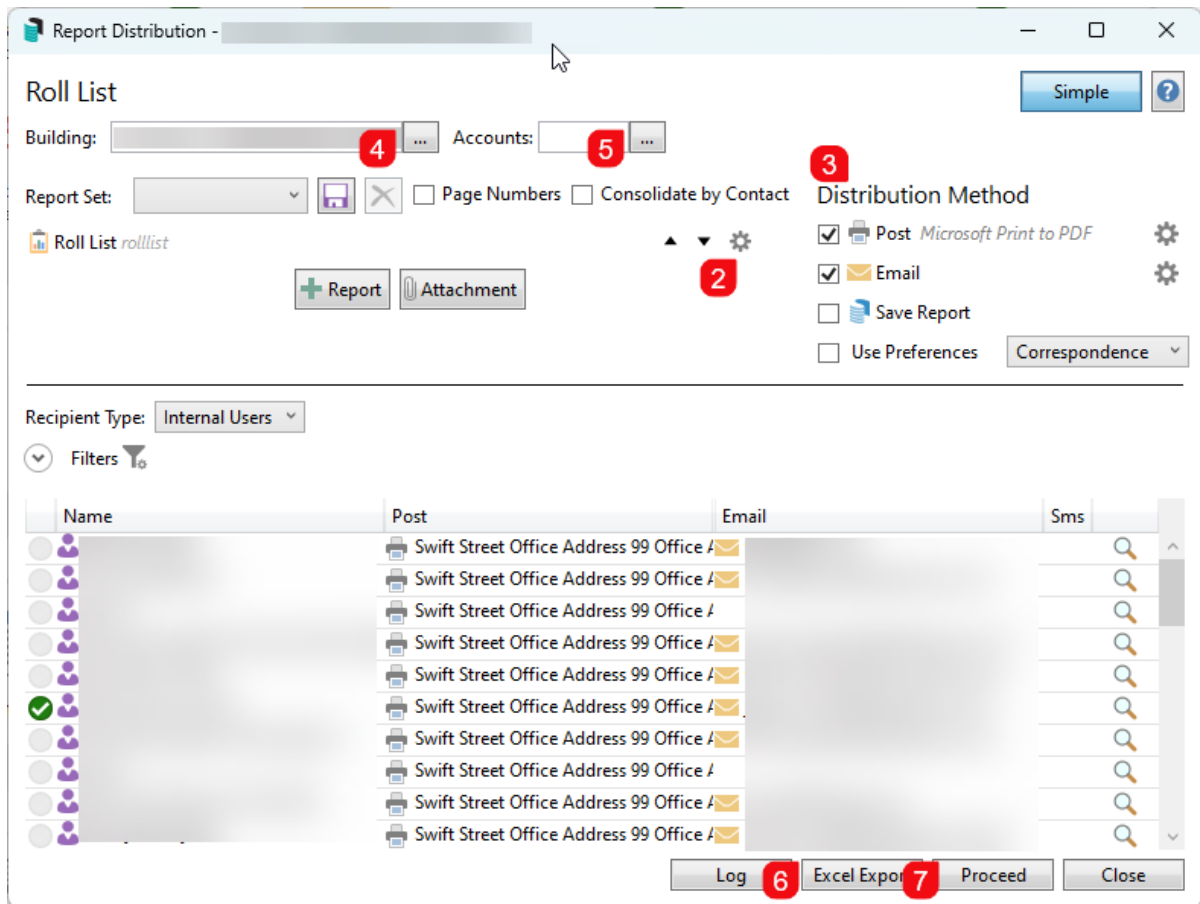 Report Distribution -
Roll List
Simple
?
Building: 4 ... Accounts: 5 ...
3
Report Set: Page Numbers Consolidate by Contact Distribution Method
Roll List rolllist
Post Microsoft Print to PDF
2
Email
Report Attachment
Save Report
Use Preferences Correspondence
Recipient Type: Internal Users
Filters
Name Post Email Sms
Swift Street Office Address 99 Office
Swift Street Office Address 99 Office
Swift Street Office Address 99 Office A
Swift Street Office Address 99 Office
Swift Street Office Address 99 Office
Swift Street Office Address 99 Office
Swift Street Office Address 99 Office
Swift Street Office Address 99 Office A
Swift Street Office Address 99 Office
Swift Street Office Address 99 Office
Log 6 Excel Expor 7 Proceed Close